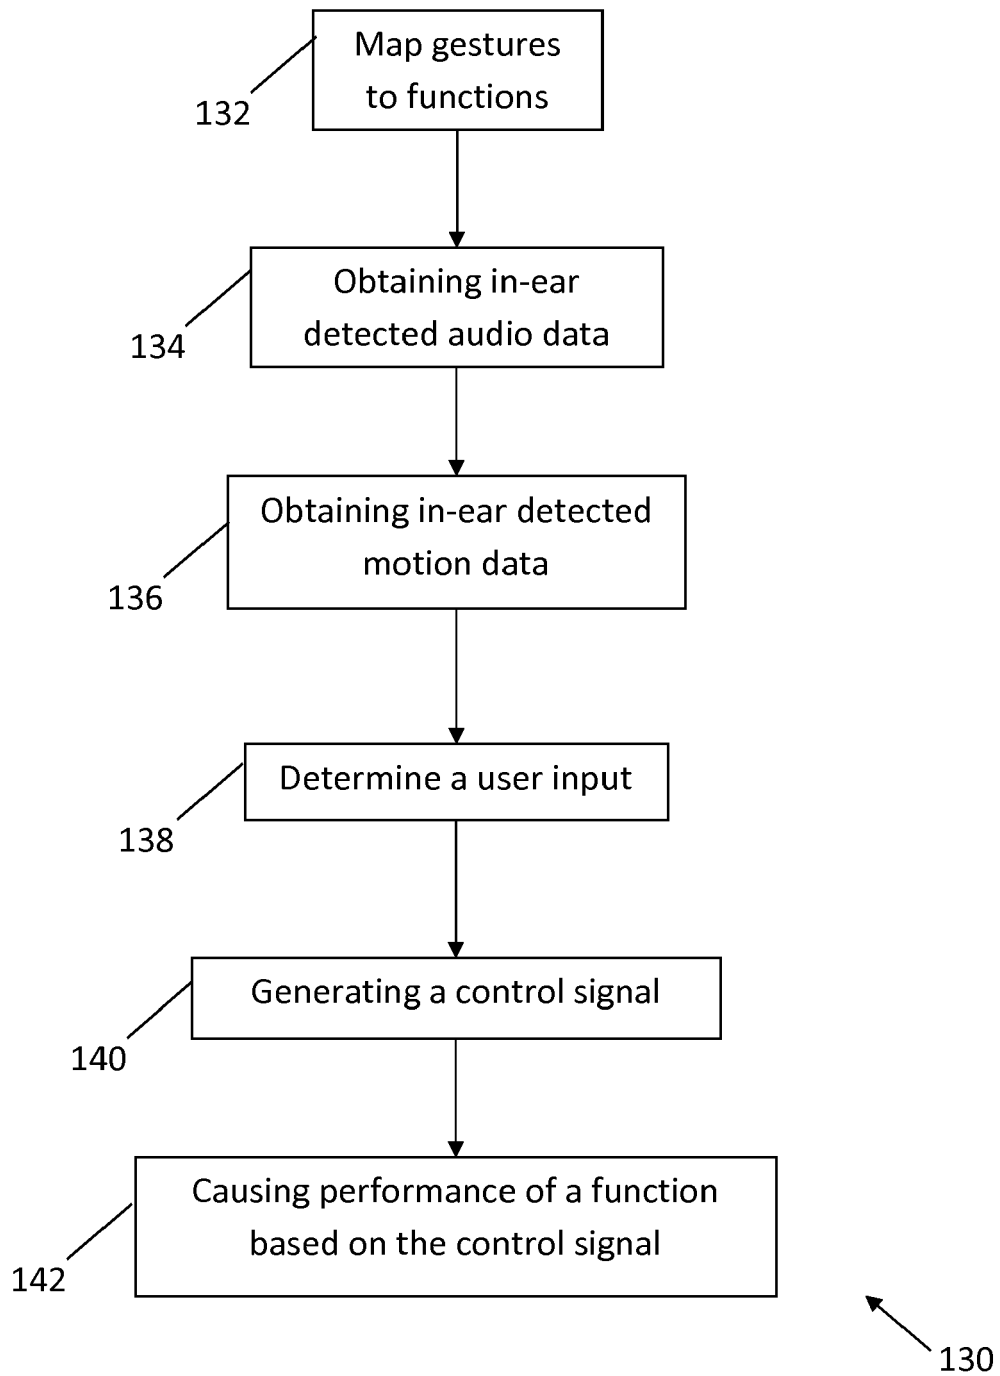 Map gestures
to functions
132
Obtaining in-ear
detected audio data
134
Obtaining in-ear detected
motion data
136
Determine a user input
138
Generating a control signal
140
Causing performance of a function
based on the control signal
142
130